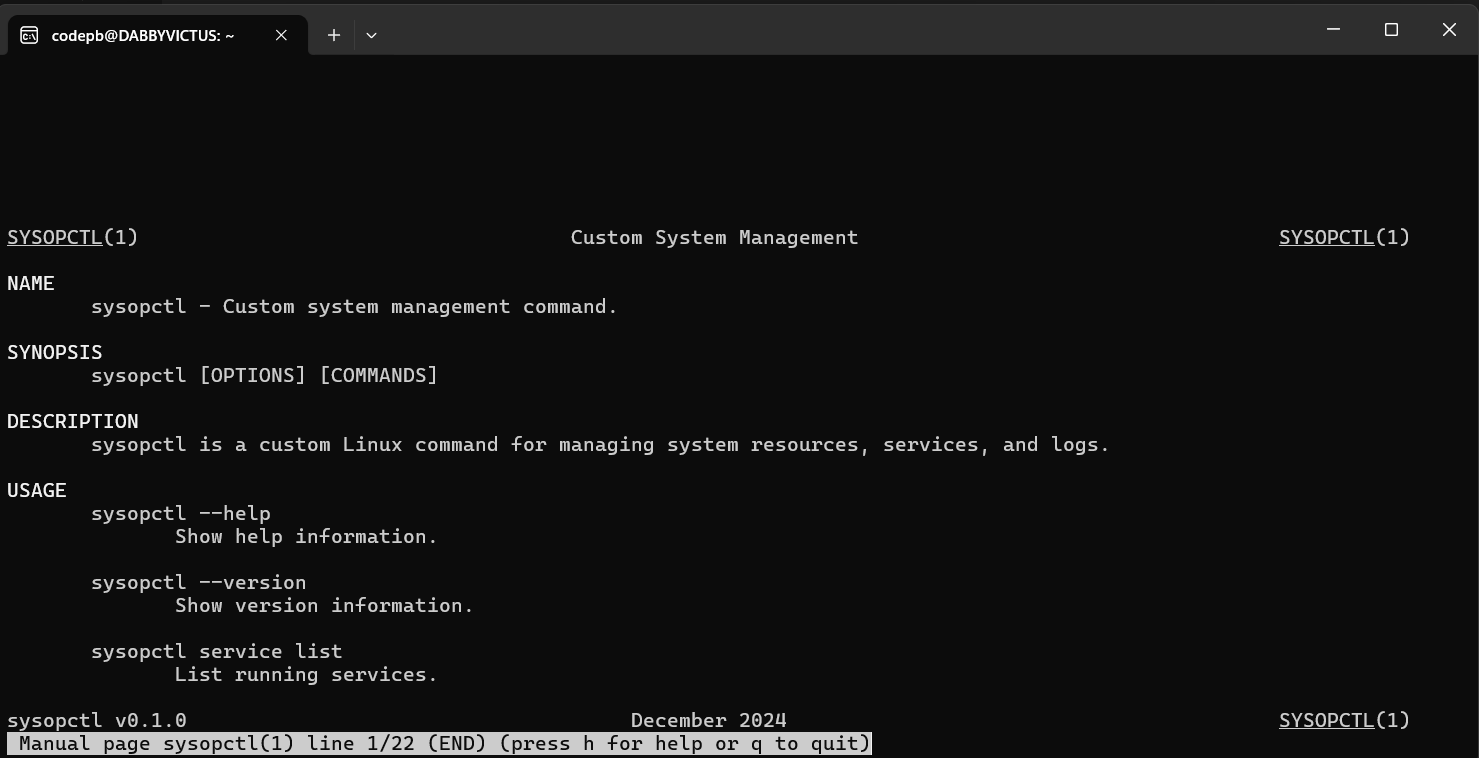 codepb@DABBYVICTUS: ~
SYSOPCTL(1) Custom System Management SYSOPCTL(1)
NAME
sysopctl - Custom system management command.
SYNOPSIS
sysopctl [OPTIONS] [COMMANDS]
DESCRIPTION
sysopctl is a custom Linux command for managing system resources, services, and logs.
USAGE
sysopctl --help
Show help information.
sysopctl --version
Show version information.
sysopctl service list
List running services.
sysopctl v0.1.0 December 2024 SYSOPCTL(1)
Manual page sysopctl(1) line 1/22 (END) (press h for help or q to quit)